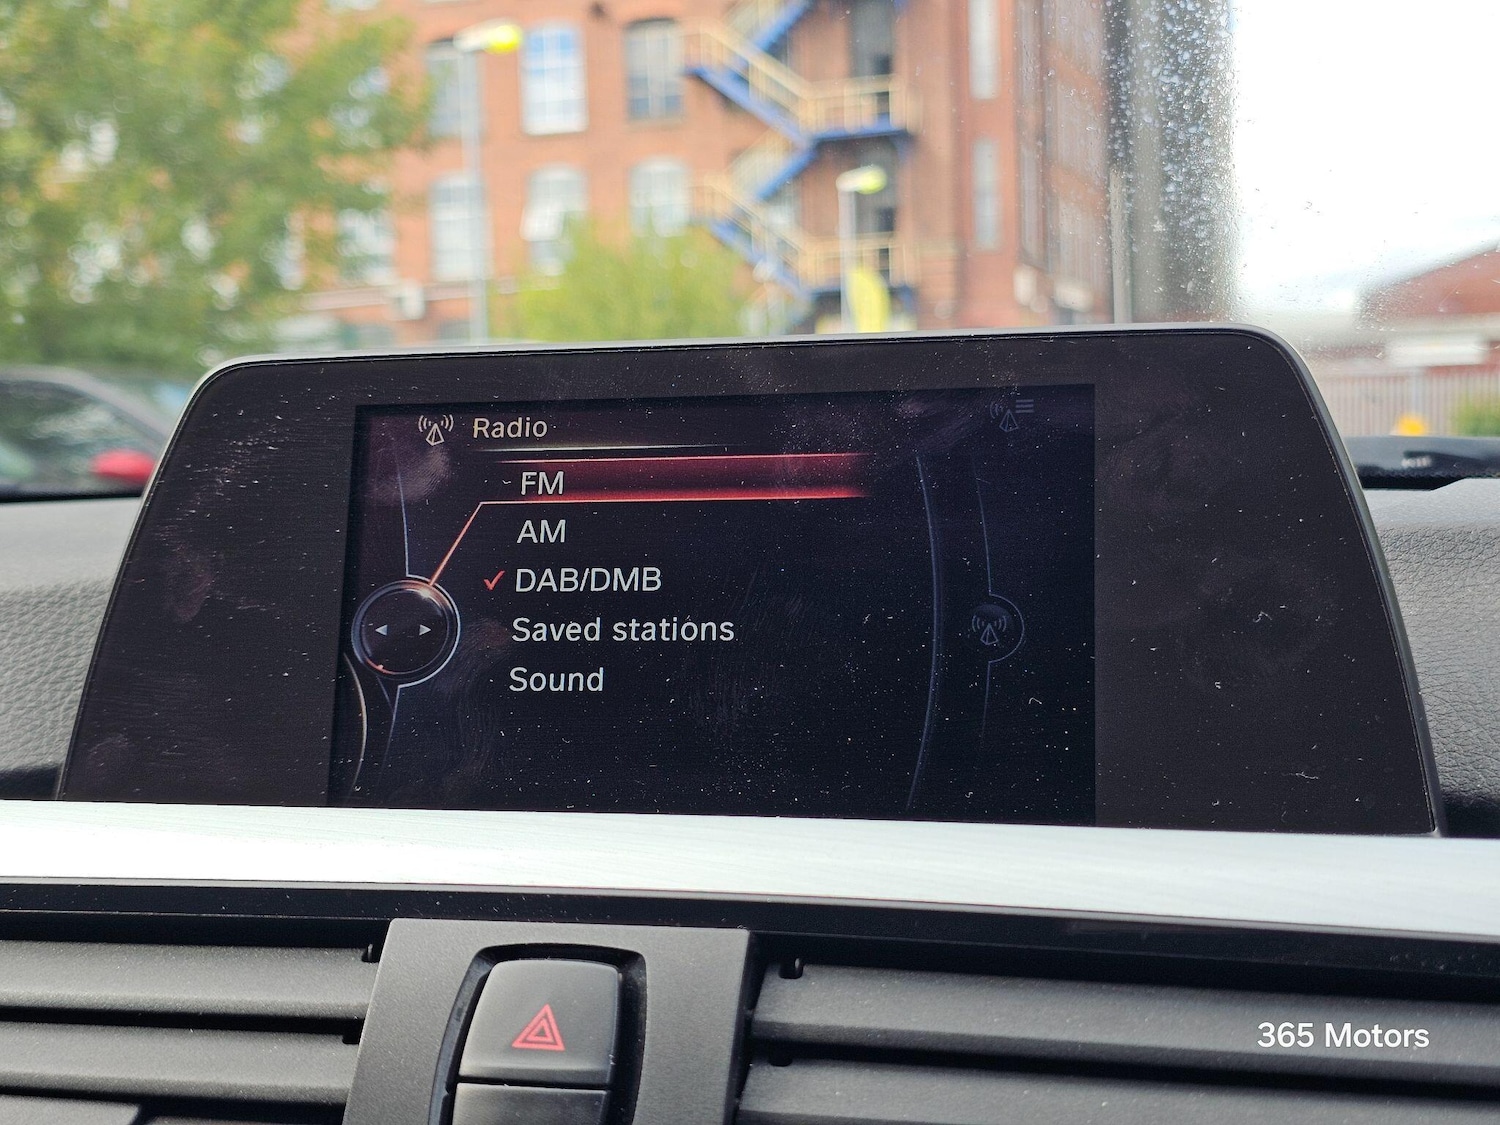 Radio
FM
AM
DAB/DMB
Saved stations
Sound
365 Motors